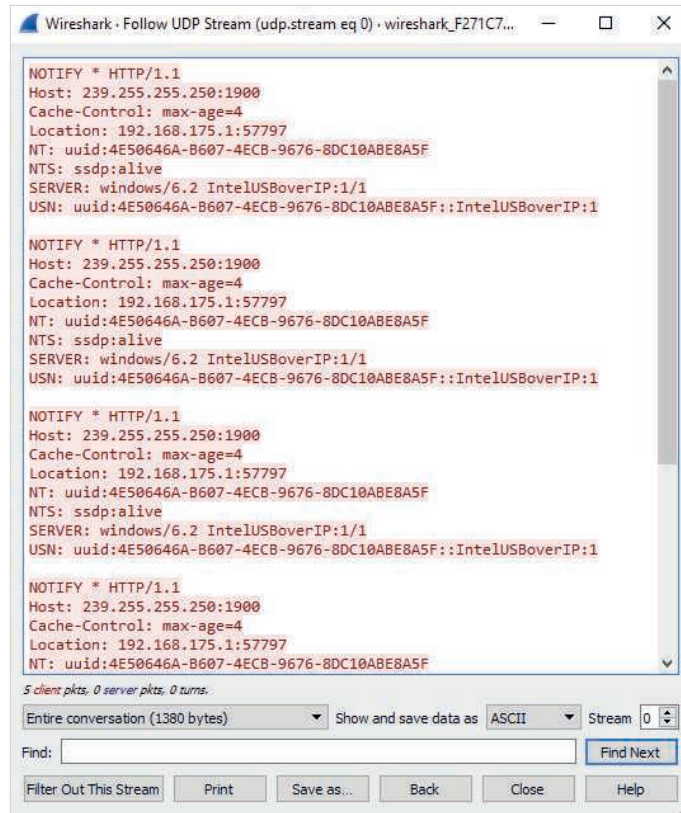 Wireshark · Follow UDP Stream (udp.stream eq 0) · wireshark_F271C7...
NOTIFY * HTTP/1.1
Host: 239.255.255.250:1900
Cache-Control: max-age=4
Location: 192.168.175.1:57797
NT: uuid:4E50646A-B607-4ECB-9676-8DC10ABE8A5F
NTS: ssdp:alive
SERVER: windows/6.2 IntelUSBoverIP:1/1
USN: uuid:4E50646A-B607-4ECB-9676-8DC10ABE8A5F::IntelUSBoverIP:1
NOTIFY * HTTP/1.1
Host: 239.255.255.250:1900
Cache-Control: max-age=4
Location: 192.168.175.1:57797
NT: uuid:4E50646A-B607-4ECB-9676-8DC10ABE8A5F
NTS: ssdp:alive
SERVER: windows/6.2 IntelUSBoverIP:1/1
USN: uuid:4E50646A-B607-4ECB-9676-8DC10ABE8A5F::IntelUSBoverIP:1
NOTIFY * HTTP/1.1
Host: 239.255.255.250:1900
Cache-Control: max-age=4
Location: 192.168.175.1:57797
NT: uuid:4E50646A-B607-4ECB-9676-8DC10ABE8A5F
NTS: ssdp:alive
SERVER: windows/6.2 IntelUSBoverIP:1/1
USN: uuid:4E50646A-B607-4ECB-9676-8DC10ABE8A5F::IntelUSBoverIP:1
NOTIFY * HTTP/1.1
Host: 239.255.255.250:1900
Cache-Control: max-age=4
Location: 192.168.175.1:57797
NT: uuid:4E50646A-B607-4ECB-9676-8DC10ABE8A5F
5 client pkts, 0 server pkts, 0 turns.
Entire conversation (1380 bytes) Show and save data as ASCII Stream 0
Find: Find Next
Filter Out This Stream Print Save as... Back Close Help